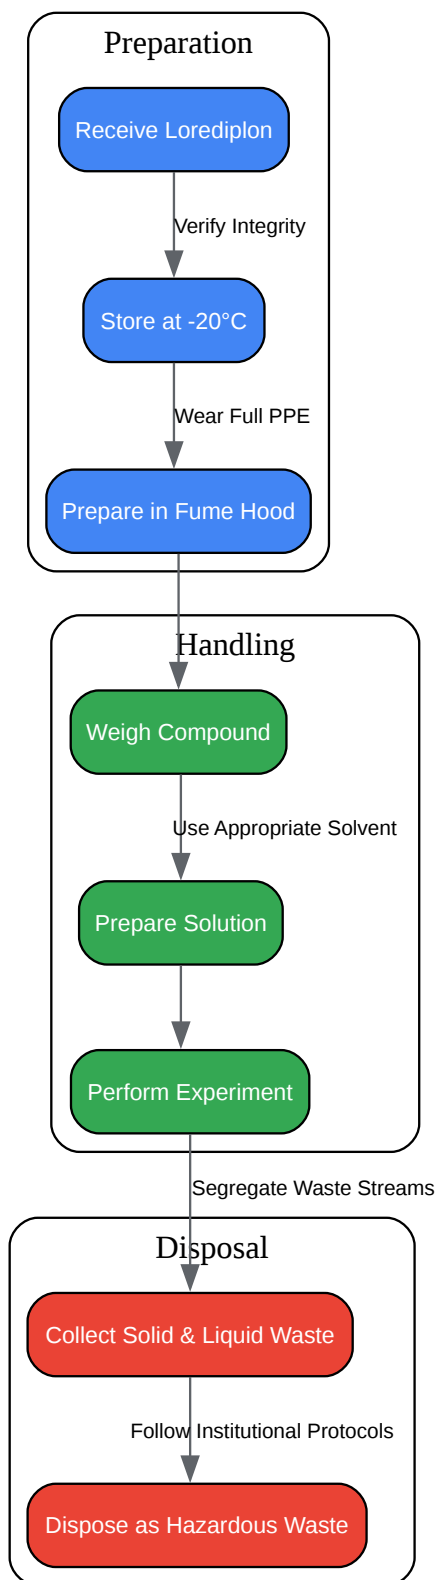 Preparation
Receive Lorediplon
Verify Integrity
Store at -20°C
Wear Full PPE
Prepare in Fume Hood
Handling
Weigh Compound
Use Appropriate Solvent
Prepare Solution
Perform Experiment
Segregate Waste Streams
Disposal
Collect Solid & Liquid Waste
Follow Institutional Protocols
Dispose as Hazardous Waste